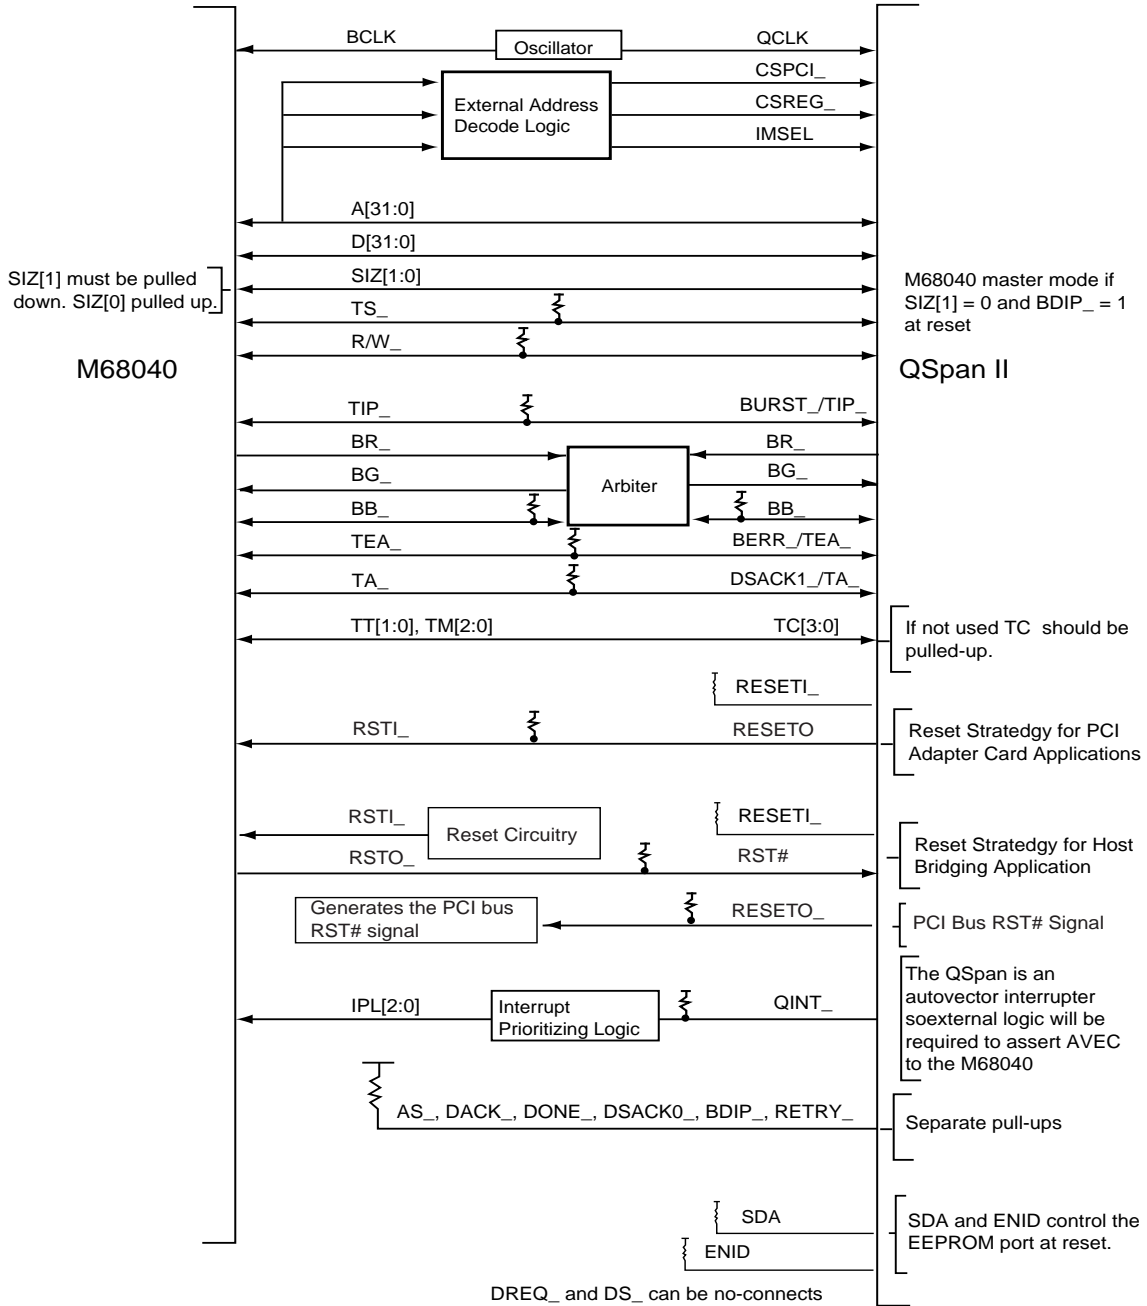 BCLK Oscillator QCLK
CSPCI_
External Address
Decode Logic
CSREG_
IMSEL
A[31:0]
D[31:0]
SIZ[1] must be pulled
down. SIZ[0] pulled up.
SIZ[1:0]
M68040 master mode if
SIZ[1] = 0 and BDIP_ = 1
at reset
TS_
R/W_
M68040
QSpan II
TIP_ BURST_/TIP_
BR_ BR_
BG_ Arbiter BG_
BB_ BB_
TEA_ BERR_/TEA_
TA_ DSACK1_/TA_
TT[1:0], TM[2:0] TC[3:0]
If not used TC should be
pulled-up.
RESETI_
RSTI_ RESETO
Reset Stratedgy for PCI
Adapter Card Applications
RSTI_ Reset Circuitry RESETI_
RSTO_ RST#
Reset Stratedgy for Host
Bridging Application
Generates the PCI bus
RST# signal
RESETO_
PCI Bus RST# Signal
IPL[2:0]
Interrupt
Prioritizing Logic
QINT_
The QSpan is an
autovector interrupter
soexternal logic will be
required to assert AVEC
to the M68040
AS_, DACK_, DONE_, DSACK0_, BDIP_, RETRY_
Separate pull-ups
SDA
ENID
SDA and ENID control the
EEPROM port at reset.
DREQ_ and DS_ can be no-connects